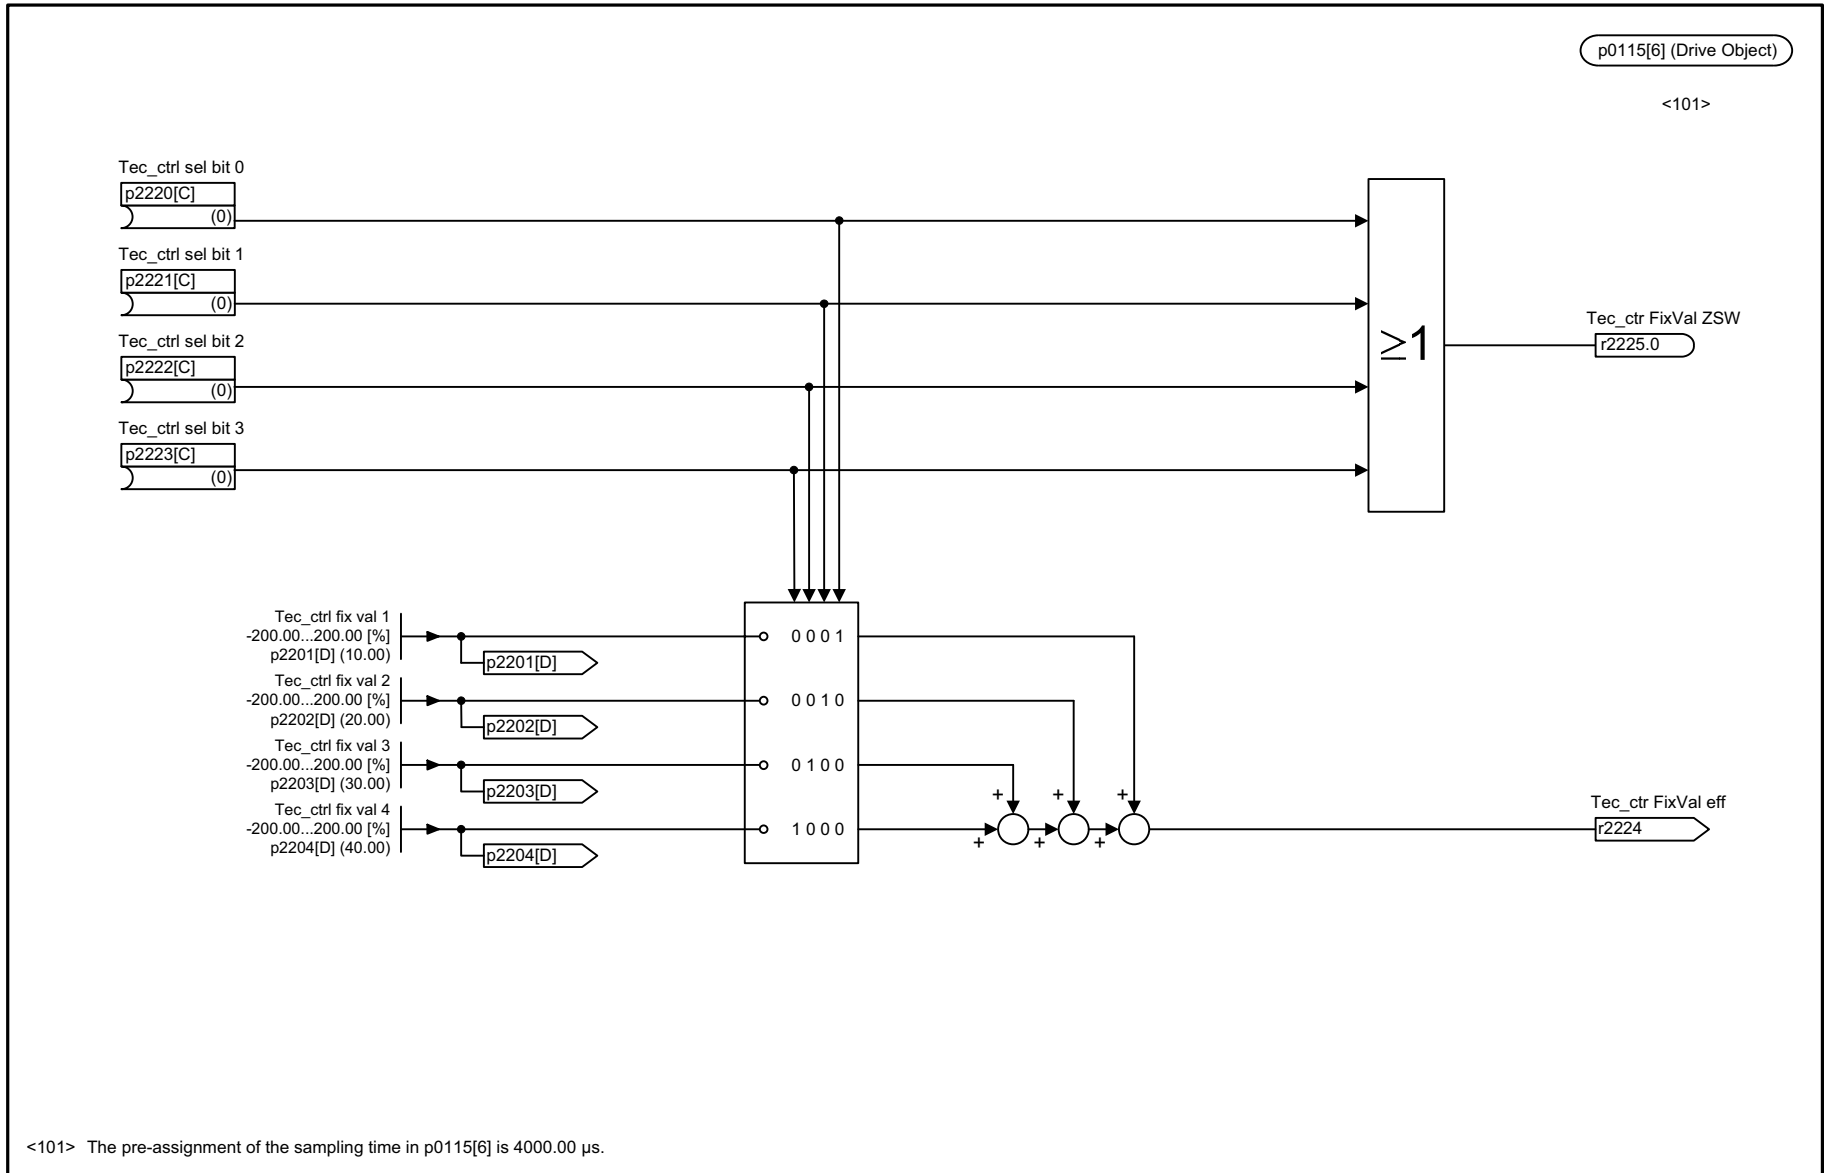 p0115[6] (Drive Object)
<101>
Tec_ctrl sel bit 0
p2220[C]
(0)
Tec_ctrl sel bit 1
p2221[C]
(0)
Tec_ctrl sel bit 2
p2222[C]
(0)
Tec_ctrl sel bit 3
p2223[C]
(0)
≥1
Tec_ctr FixVal ZSW
r2225.0
Tec_ctrl fix val 1
-200.00...200.00 [%]
p2201[D] (10.00)
p2201[D]
0 0 0 1
Tec_ctrl fix val 2
-200.00...200.00 [%]
p2202[D] (20.00)
p2202[D]
0 0 1 0
Tec_ctrl fix val 3
-200.00...200.00 [%]
p2203[D] (30.00)
p2203[D]
0 1 0 0
Tec_ctrl fix val 4
-200.00...200.00 [%]
p2204[D] (40.00)
p2204[D]
1 0 0 0
+ + +
+ + +
Tec_ctr FixVal eff
r2224
<101> The pre-assignment of the sampling time in p0115[6] is 4000.00 µs.